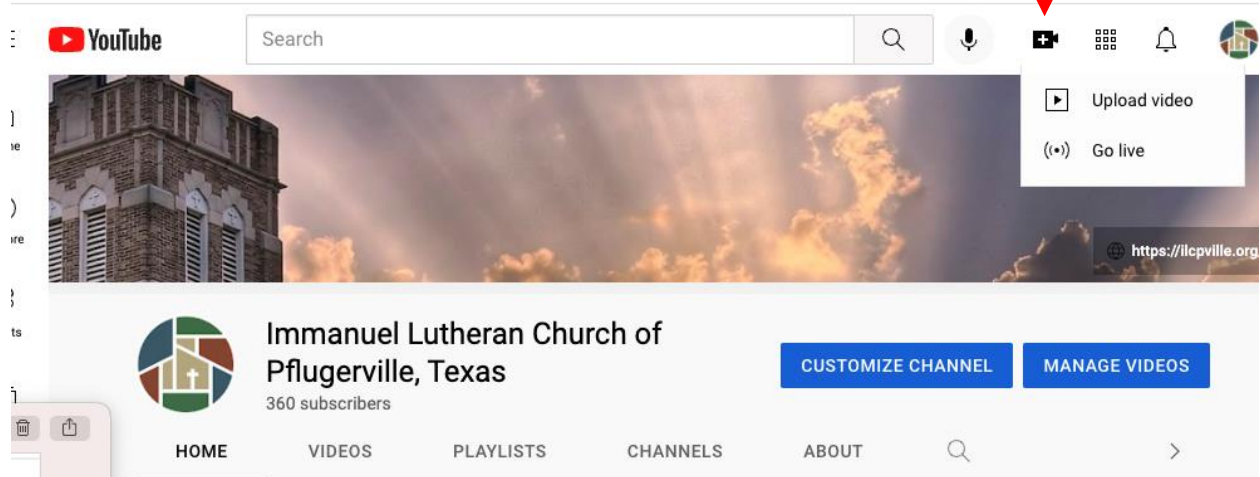 YouTube
Search
Upload video
Go live
https://ilcpville.org
Immanuel Lutheran Church of
Pflugerville, Texas
360 subscribers
CUSTOMIZE CHANNEL
MANAGE VIDEOS
HOME VIDEOS PLAYLISTS CHANNELS ABOUT